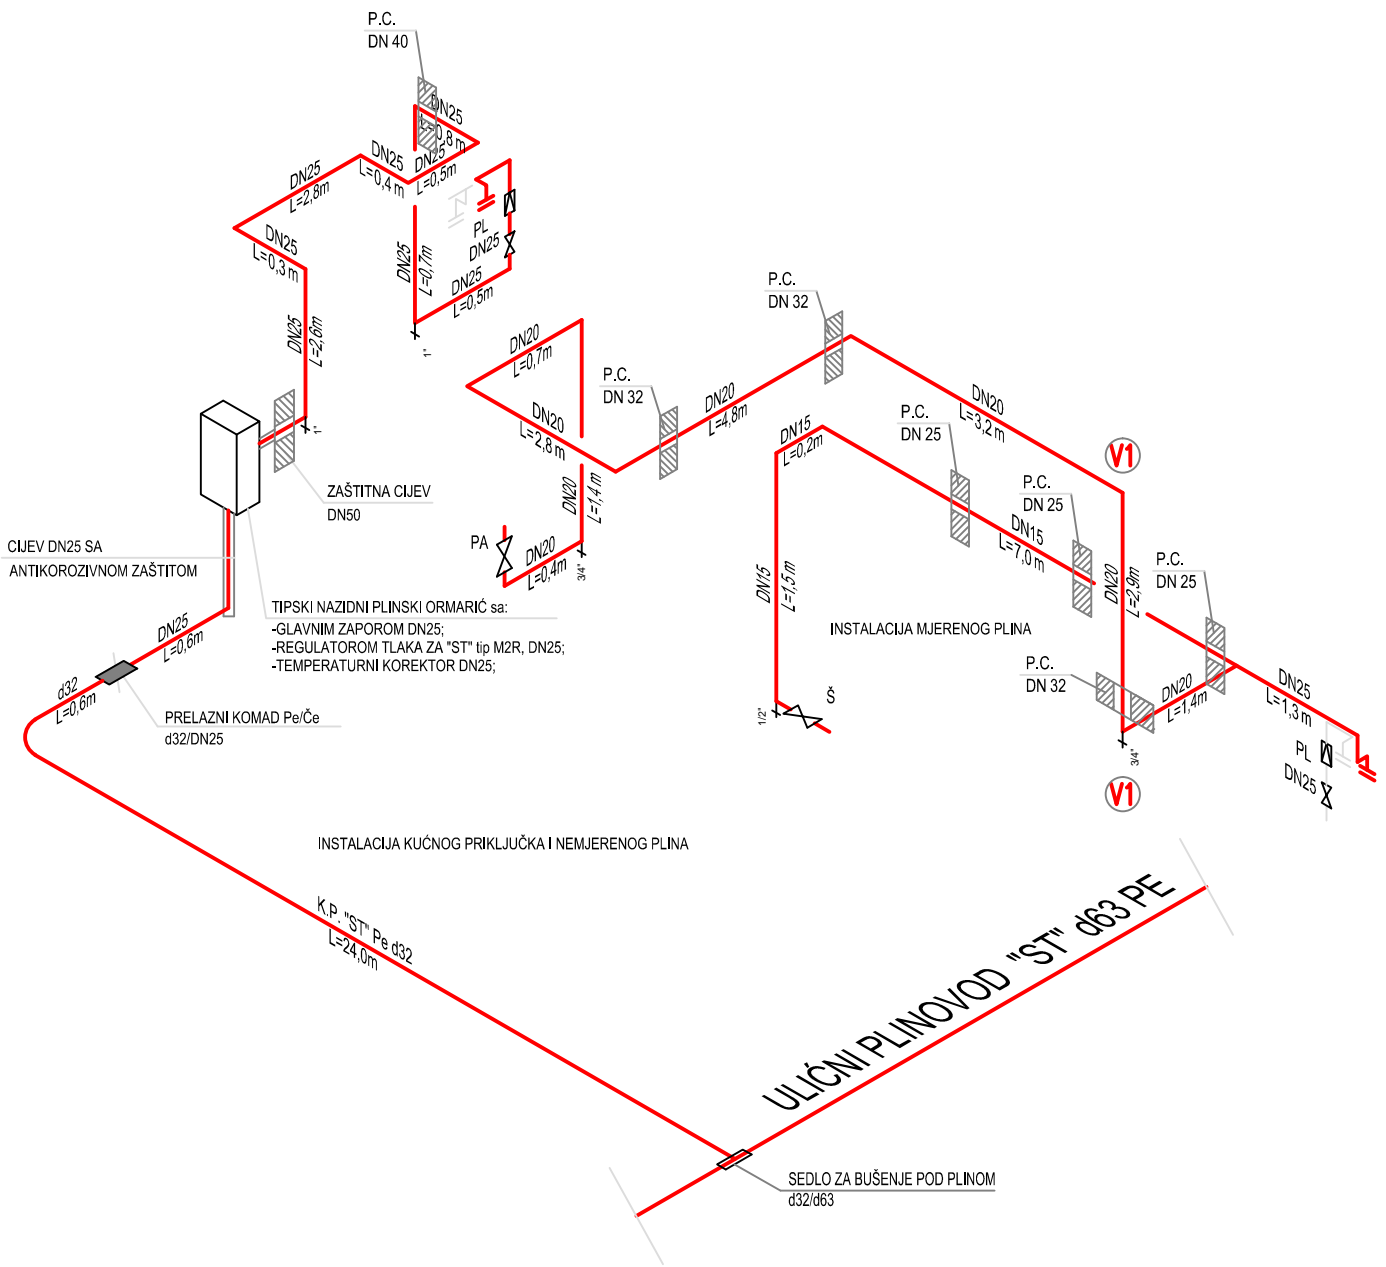 P.C.
DN 40
DN25
L=0,8 m
DN25
L=0,4 m
DN25
L=0,5m
DN25
L=2,8m
DN25
L=0,3 m
DN25
L=2,6m
1"
DN25
L=0,7m
PL
DN25
DN25
L=0,5m
1"
ZAŠTITNA CIJEV
DN50
DN20
L=0,7m
DN20
L=2,8 m
P.C.
DN 32
DN20
L=4,8m
P.C.
DN 32
DN20
L=3,2 m
V1
DN20
L=1,4 m
PA
DN20
L=0,4m
3/4"
DN15
L=0,2m
P.C.
DN 25
P.C.
DN 25
DN15
L=7,0 m
DN15
L=1,5 m
DN20
L=2,9m
P.C.
DN 25
INSTALACIJA MJERENOG PLINA
P.C.
DN 32
DN20
L=1,4m
DN25
L=1,3 m
Š
1/2"
3/4"
PL
DN25
V1
CIJEV DN25 SA
ANTIKOROZIVNOM ZAŠTITOM
TIPSKI NAZIDNI PLINSKI ORMARIĆ sa:
-GLAVNIM ZAPOROM DN25;
-REGULATOROM TLAKA ZA "ST" tip M2R, DN25;
-TEMPERATURNI KOREKTOR DN25;
DN25
L=0,6m
d32
L=0,6m
PRELAZNI KOMAD Pe/Če
d32/DN25
INSTALACIJA KUĆNOG PRIKLJUČKA I NEMJERENOG PLINA
K.P. "ST" Pe d32
L=24,0m
ULIĆNI PLINOVOD "ST" d63 PE
SEDLO ZA BUŠENJE POD PLINOM
d32/d63